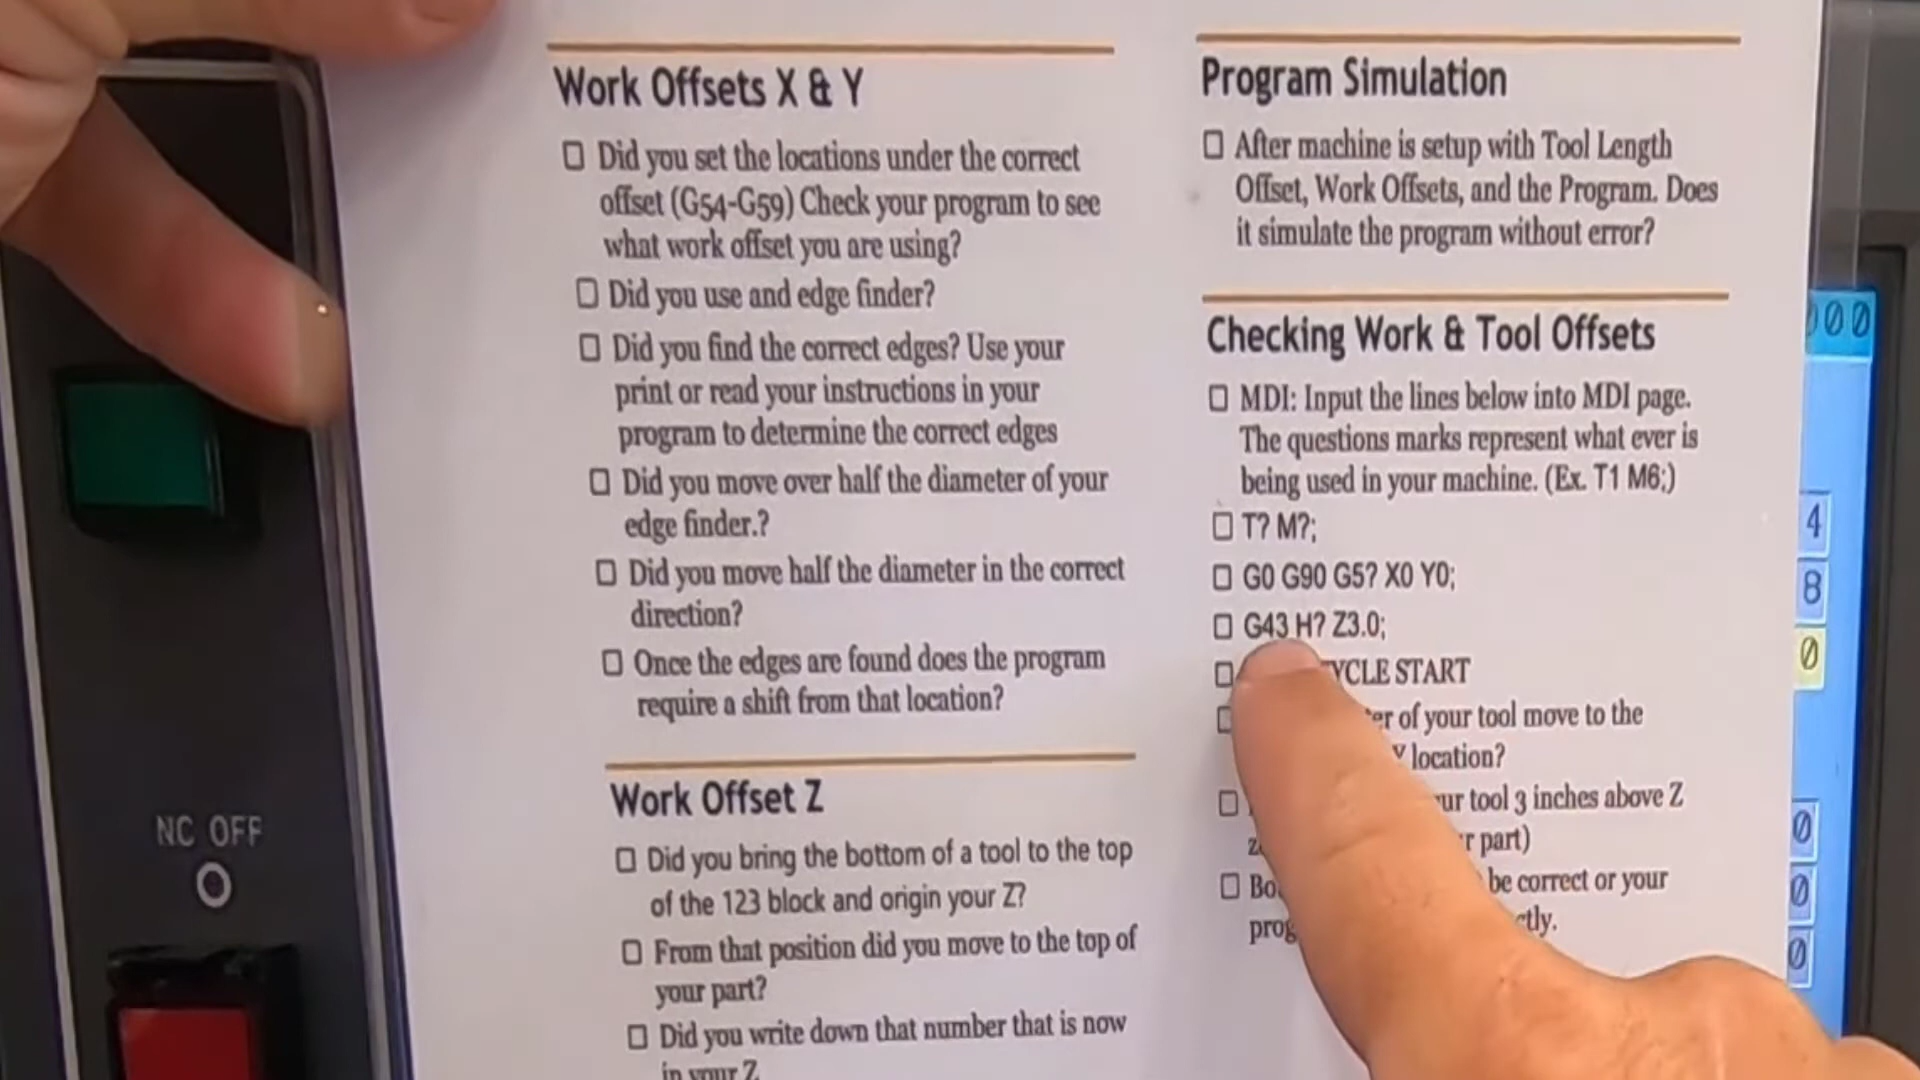 Work Offsets X & Y
Did you set the locations under the correct
offset (G54-G59) Check your program to see
what work offset you are using?
Did you use and edge finder?
Did you find the correct edges? Use your
print or read your instructions in your
program to determine the correct edges
Did you move over half the diameter of your
edge finder.?
Did you move half the diameter in the correct
direction?
Once the edges are found does the program
require a shift from that location?
Work Offset Z
Did you bring the bottom of a tool to the top
of the 123 block and origin your Z?
From that position did you move to the top of
your part?
Did you write down that number that is now
in your Z
Program Simulation
After machine is setup with Tool Length
Offset, Work Offsets, and the Program. Does
it simulate the program without error?
Checking Work & Tool Offsets
MDI: Input the lines below into MDI page.
The questions marks represent what ever is
being used in your machine. (Ex. T1 M6;)
T? M?;
G0 G90 G5? X0 Y0;
G43 H? Z3.0;
START
of your tool move to the
location?
tool 3 inches above Z
part)
be correct or your
NC OFF
4
8
0
0
0
0